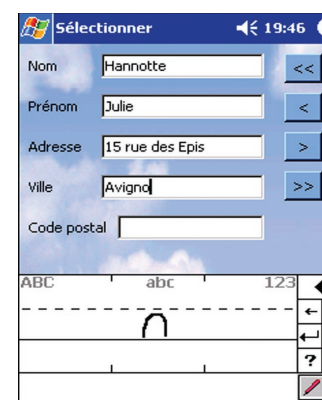 Sélectionner 19:46
Nom Hannotte <<
Prénom Julie <
Adresse 15 rue des Epis >
Ville Avigno >>
Code postal
ABC abc 123
n
?